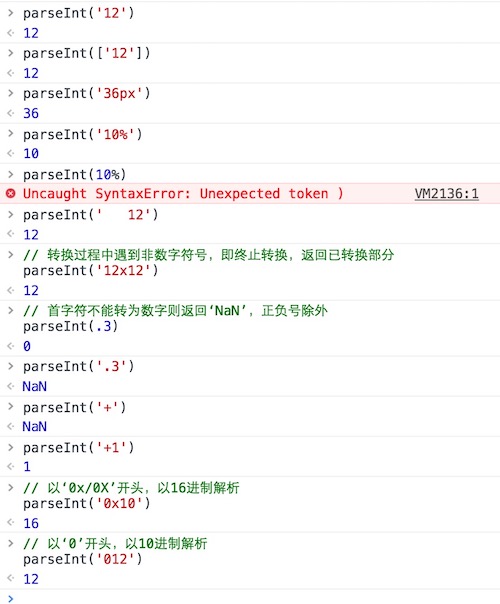 parseInt('12')
12
parseInt(['12'])
12
parseInt('36px')
36
parseInt('10%')
10
parseInt(10%)
Uncaught SyntaxError: Unexpected token ) VM2136:1
parseInt('   12')
12
// 转换过程中遇到非数字符号，即终止转换，返回已转换部分
parseInt('12x12')
12
// 首字符不能转为数字则返回‘NaN’，正负号除外
parseInt(.3)
0
parseInt('.3')
NaN
parseInt('+')
NaN
parseInt('+1')
1
// 以‘0x/0X’开头，以16进制解析
parseInt('0x10')
16
// 以‘0’开头，以10进制解析
parseInt('012')
12